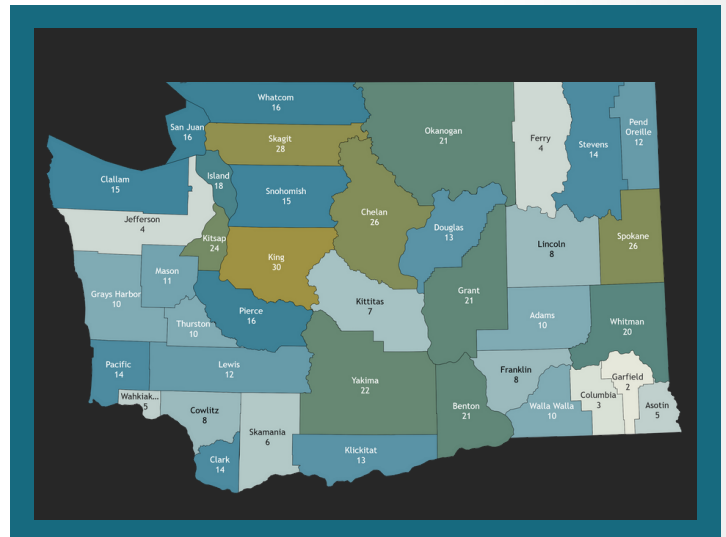 Whatcom
16
San Juan
16
Skagit
28
Okanogan
21
Ferry
4
Stevens
14
Pend
Oreille
12
Clallam
15
Island
18
Snohomish
15
Jefferson
4
Chelan
26
Douglas
13
Kitsap
24
King
30
Lincoln
8
Spokane
26
Mason
11
Grays Harbor
10
Kittitas
7
Grant
21
Pierce
16
Thurston
10
Adams
10
Whitman
20
Pacific
14
Lewis
12
Yakima
22
Franklin
8
Garfield
2
Wahkiak...
5
Cowlitz
8
Benton
21
Walla Walla
10
Columbia
3
Asotin
5
Skamania
6
Clark
14
Klickitat
13